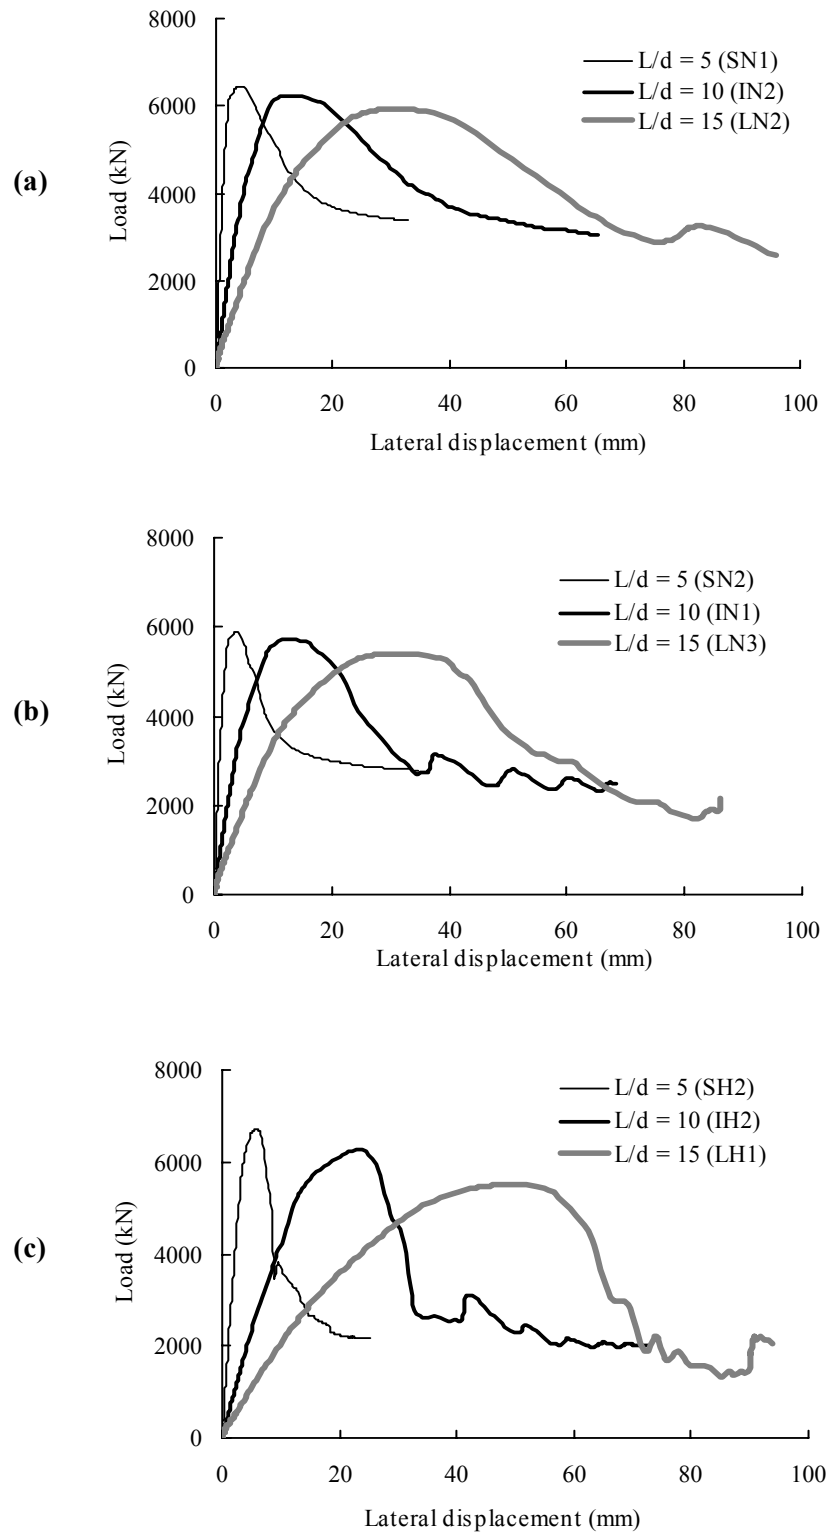 8000
L/d = 5 (SN1)
L/d = 10 (IN2)
6000
L/d = 15 (LN2)
(a)
Load (kN)
4000
2000
0
0 20 40 60 80 100
Lateral displacement (mm)
8000
L/d = 5 (SN2)
L/d = 10 (IN1)
6000
L/d = 15 (LN3)
(b)
Load (kN)
4000
2000
0
0 20 40 60 80 100
Lateral displacement (mm)
8000
L/d = 5 (SH2)
L/d = 10 (IH2)
6000
L/d = 15 (LH1)
(c)
Load (kN)
4000
2000
0
0 20 40 60 80 100
Lateral displacement (mm)